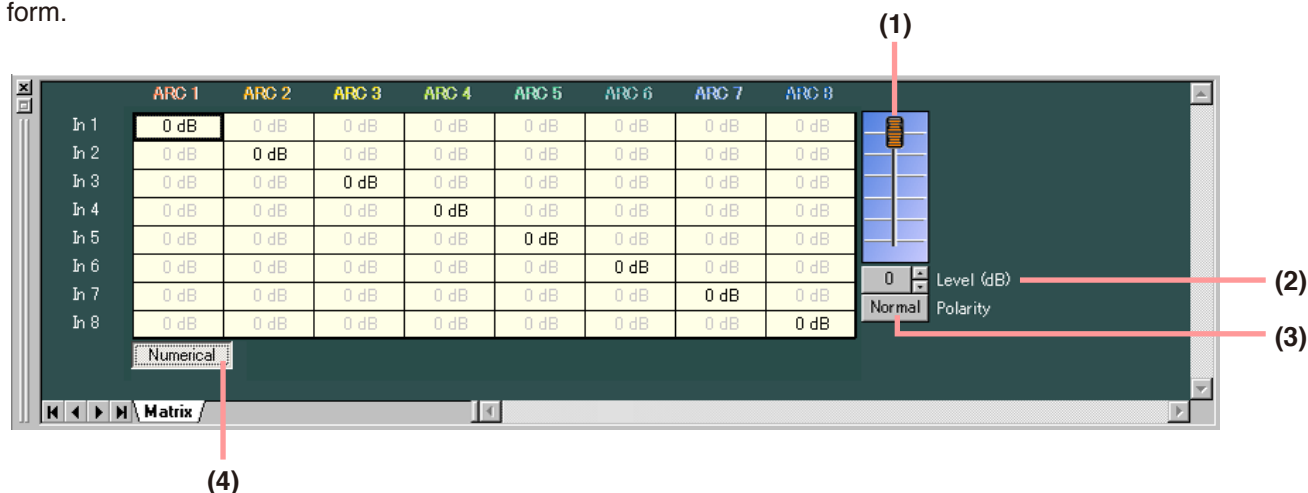 form.
(1)
ARC 1 ARC 2 ARC 3 ARC 4 ARC 5 ARC 6 ARC 7 ARC 8
In 1 0 dB 0 dB 0 dB 0 dB 0 dB 0 dB 0 dB 0 dB
In 2 0 dB 0 dB 0 dB 0 dB 0 dB 0 dB 0 dB 0 dB
In 3 0 dB 0 dB 0 dB 0 dB 0 dB 0 dB 0 dB 0 dB
In 4 0 dB 0 dB 0 dB 0 dB 0 dB 0 dB 0 dB 0 dB
In 5 0 dB 0 dB 0 dB 0 dB 0 dB 0 dB 0 dB 0 dB
In 6 0 dB 0 dB 0 dB 0 dB 0 dB 0 dB 0 dB 0 dB
In 7 0 dB 0 dB 0 dB 0 dB 0 dB 0 dB 0 dB 0 dB
In 8 0 dB 0 dB 0 dB 0 dB 0 dB 0 dB 0 dB 0 dB
0 Level (dB) (2)
Normal Polarity
(3)
Numerical
Matrix
(4)